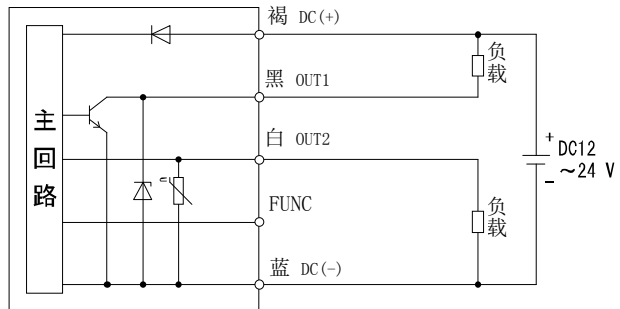 褐 DC(+)
负载
黑 OUT1
主回路
白 OUT2
+
DC12
～24 V
−
u
FUNC
负载
蓝 DC(−)